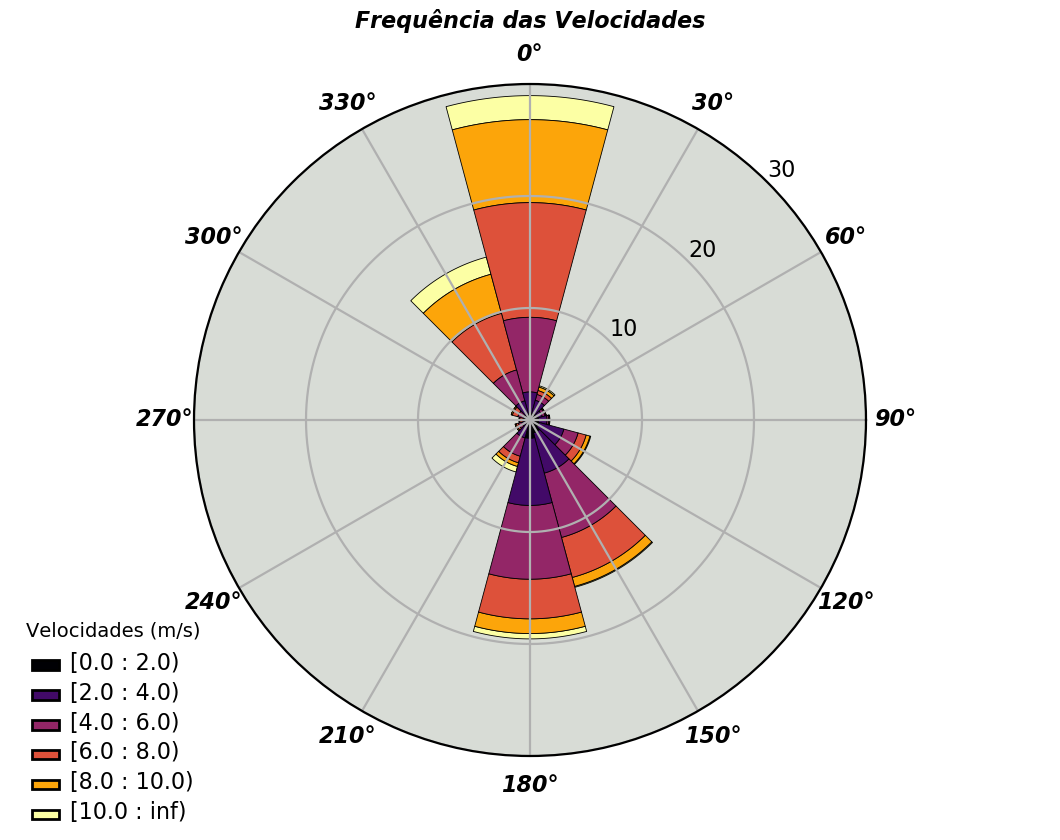 Frequência das Velocidades
0°
330°
30°
30
300°
60°
20
10
270°
90°
240°
120°
210°
150°
180°
Velocidades (m/s)
[0.0 : 2.0)
[2.0 : 4.0)
[4.0 : 6.0)
[6.0 : 8.0)
[8.0 : 10.0)
[10.0 : inf)